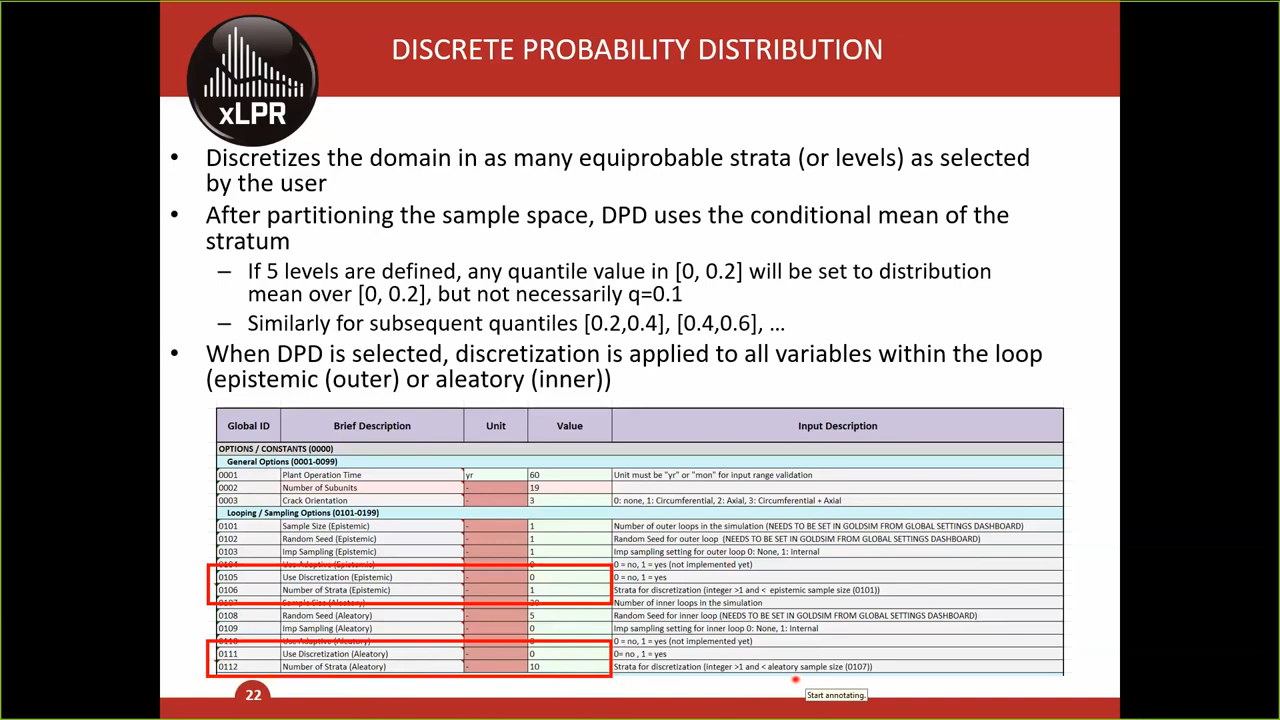 DISCRETE PROBABILITY DISTRIBUTION
xLPR
• Discretizes the domain in as many equiprobable strata (or levels) as selected
by the user
• After partitioning the sample space, DPD uses the conditional mean of the
stratum
– If 5 levels are defined, any quantile value in [0, 0.2] will be set to distribution
mean over [0, 0.2], but not necessarily q=0.1
– Similarly for subsequent quantiles [0.2,0.4], [0.4,0.6], …
• When DPD is selected, discretization is applied to all variables within the loop
(epistemic (outer) or aleatory (inner))
Global ID Brief Description Unit Value Input Description
OPTIONS / CONSTANTS (0000)
General Options (0001-0099)
0001 Plant Operation Time yr 60 Unit must be "yr" or "mon" for input range validation
0002 Number of Subunits - 19
0003 Crack Orientation - 3 0: none, 1: Circumferential, 2: Axial, 3: Circumferential + Axial
Looping / Sampling Options (0101-0199)
0101 Sample Size (Epistemic) - 1 Number of outer loops in the simulation (NEEDS TO BE SET IN GOLDSIM FROM GLOBAL SETTINGS DASHBOARD)
0102 Random Seed (Epistemic) - 1 Random Seed for outer loop (NEEDS TO BE SET IN GOLDSIM FROM GLOBAL SETTINGS DASHBOARD)
0103 Imp Sampling (Epistemic) - 1 Imp sampling setting for outer loop 0: None, 1: Internal
0104 Use Adaptive (Epistemic) - 0 0 = no, 1 = yes (not implemented yet)
0105 Use Discretization (Epistemic) - 0 0 = no, 1 = yes
0106 Number of Strata (Epistemic) - 1 Strata for discretization (integer >1 and < epistemic sample size (0101))
0107 Sample Size (Aleatory) - 20 Number of inner loops in the simulation
0108 Random Seed (Aleatory) - 5 Random Seed for inner loop (NEEDS TO BE SET IN GOLDSIM FROM GLOBAL SETTINGS DASHBOARD)
0109 Imp Sampling (Aleatory) - 0 Imp sampling setting for inner loop 0: None, 1: Internal
0110 Use Adaptive (Aleatory) - 0 0 = no, 1 = yes (not implemented yet)
0111 Use Discretization (Aleatory) - 0 0= no , 1 = yes
0112 Number of Strata (Aleatory) - 10 Strata for discretization (integer >1 and < aleatory sample size (0107))
22
Start annotating.